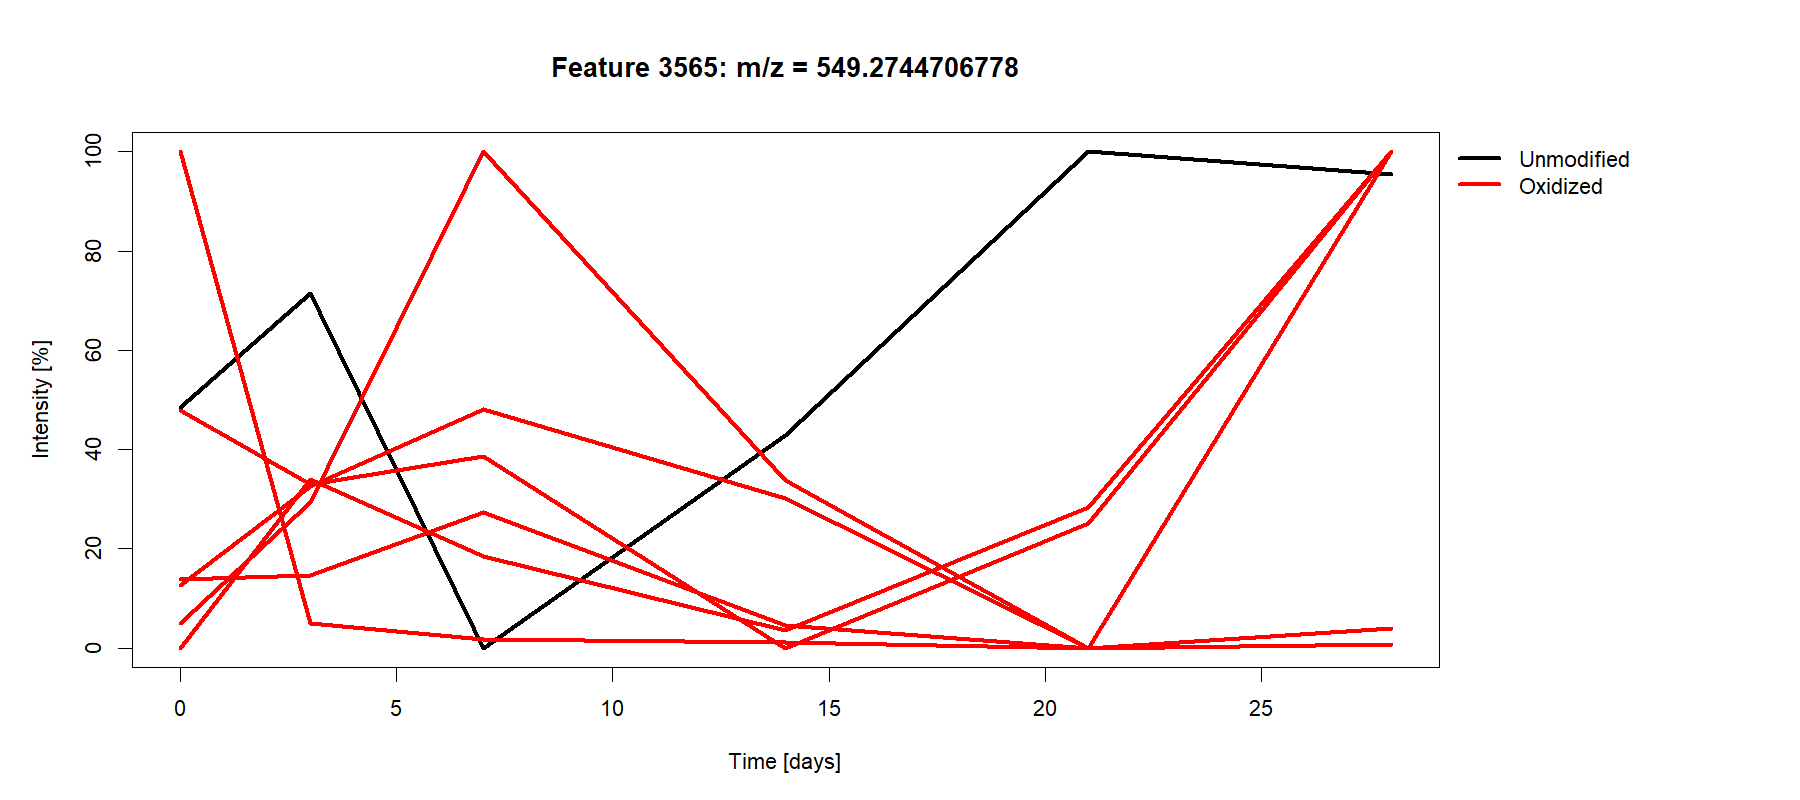 Feature 3565: m/z = 549.2744706778
Unmodified
Oxidized
Intensity [%]
100
80
60
40
20
0
0 5 10 15 20 25
Time [days]